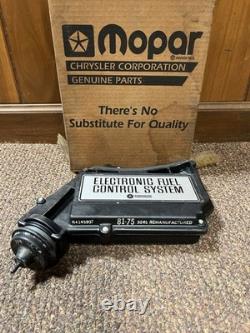 Mopar
CHRYSLER CORPORATION
GENUINE PARTS
There's No
Substitute For Quality
ELECTRONIC FUEL
CONTROL SYSTEM
81-75
REMANUFACTURED